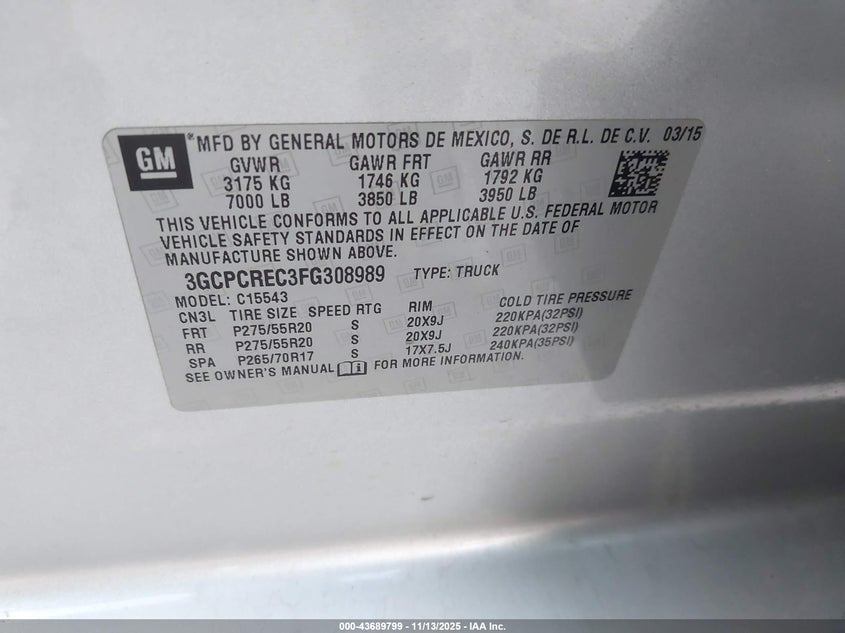 GM
*MFD BY GENERAL MOTORS DE MEXICO, S. DE R.L. DE C.V. 03/15
GVWR GAWR FRT GAWR RR
3175 KG 1746 KG 1792 KG
7000 LB 3850 LB 3950 LB
THIS VEHICLE CONFORMS TO ALL APPLICABLE U.S. FEDERAL MOTOR
VEHICLE SAFETY STANDARDS IN EFFECT ON THE DATE OF
MANUFACTURE SHOWN ABOVE.
3GCPCREC3FG308989 TYPE: TRUCK
MODEL: C15543
CN3L TIRE SIZE SPEED RTG RIM COLD TIRE PRESSURE
FRT P275/55R20 S 20X9J 220KPA(32PSI)
RR P275/55R20 S 20X9J 220KPA(32PSI)
SPA P265/70R17 S 17X7.5J 240KPA(35PSI)
SEE OWNER'S MANUAL FOR MORE INFORMATION.
000-43689799 - 11/13/2025 - IAA Inc.